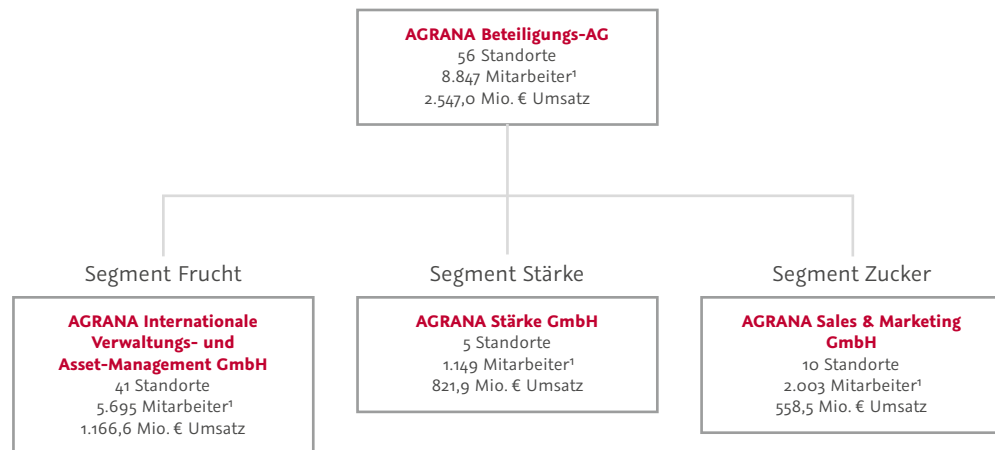 AGRANA Beteiligungs-AG
56 Standorte
8.847 Mitarbeiter¹
2.547,0 Mio. € Umsatz
Segment Frucht
AGRANA Internationale
Verwaltungs- und
Asset-Management GmbH
41 Standorte
5.695 Mitarbeiter¹
1.166,6 Mio. € Umsatz
Segment Stärke
AGRANA Stärke GmbH
5 Standorte
1.149 Mitarbeiter¹
821,9 Mio. € Umsatz
Segment Zucker
AGRANA Sales & Marketing
GmbH
10 Standorte
2.003 Mitarbeiter¹
558,5 Mio. € Umsatz